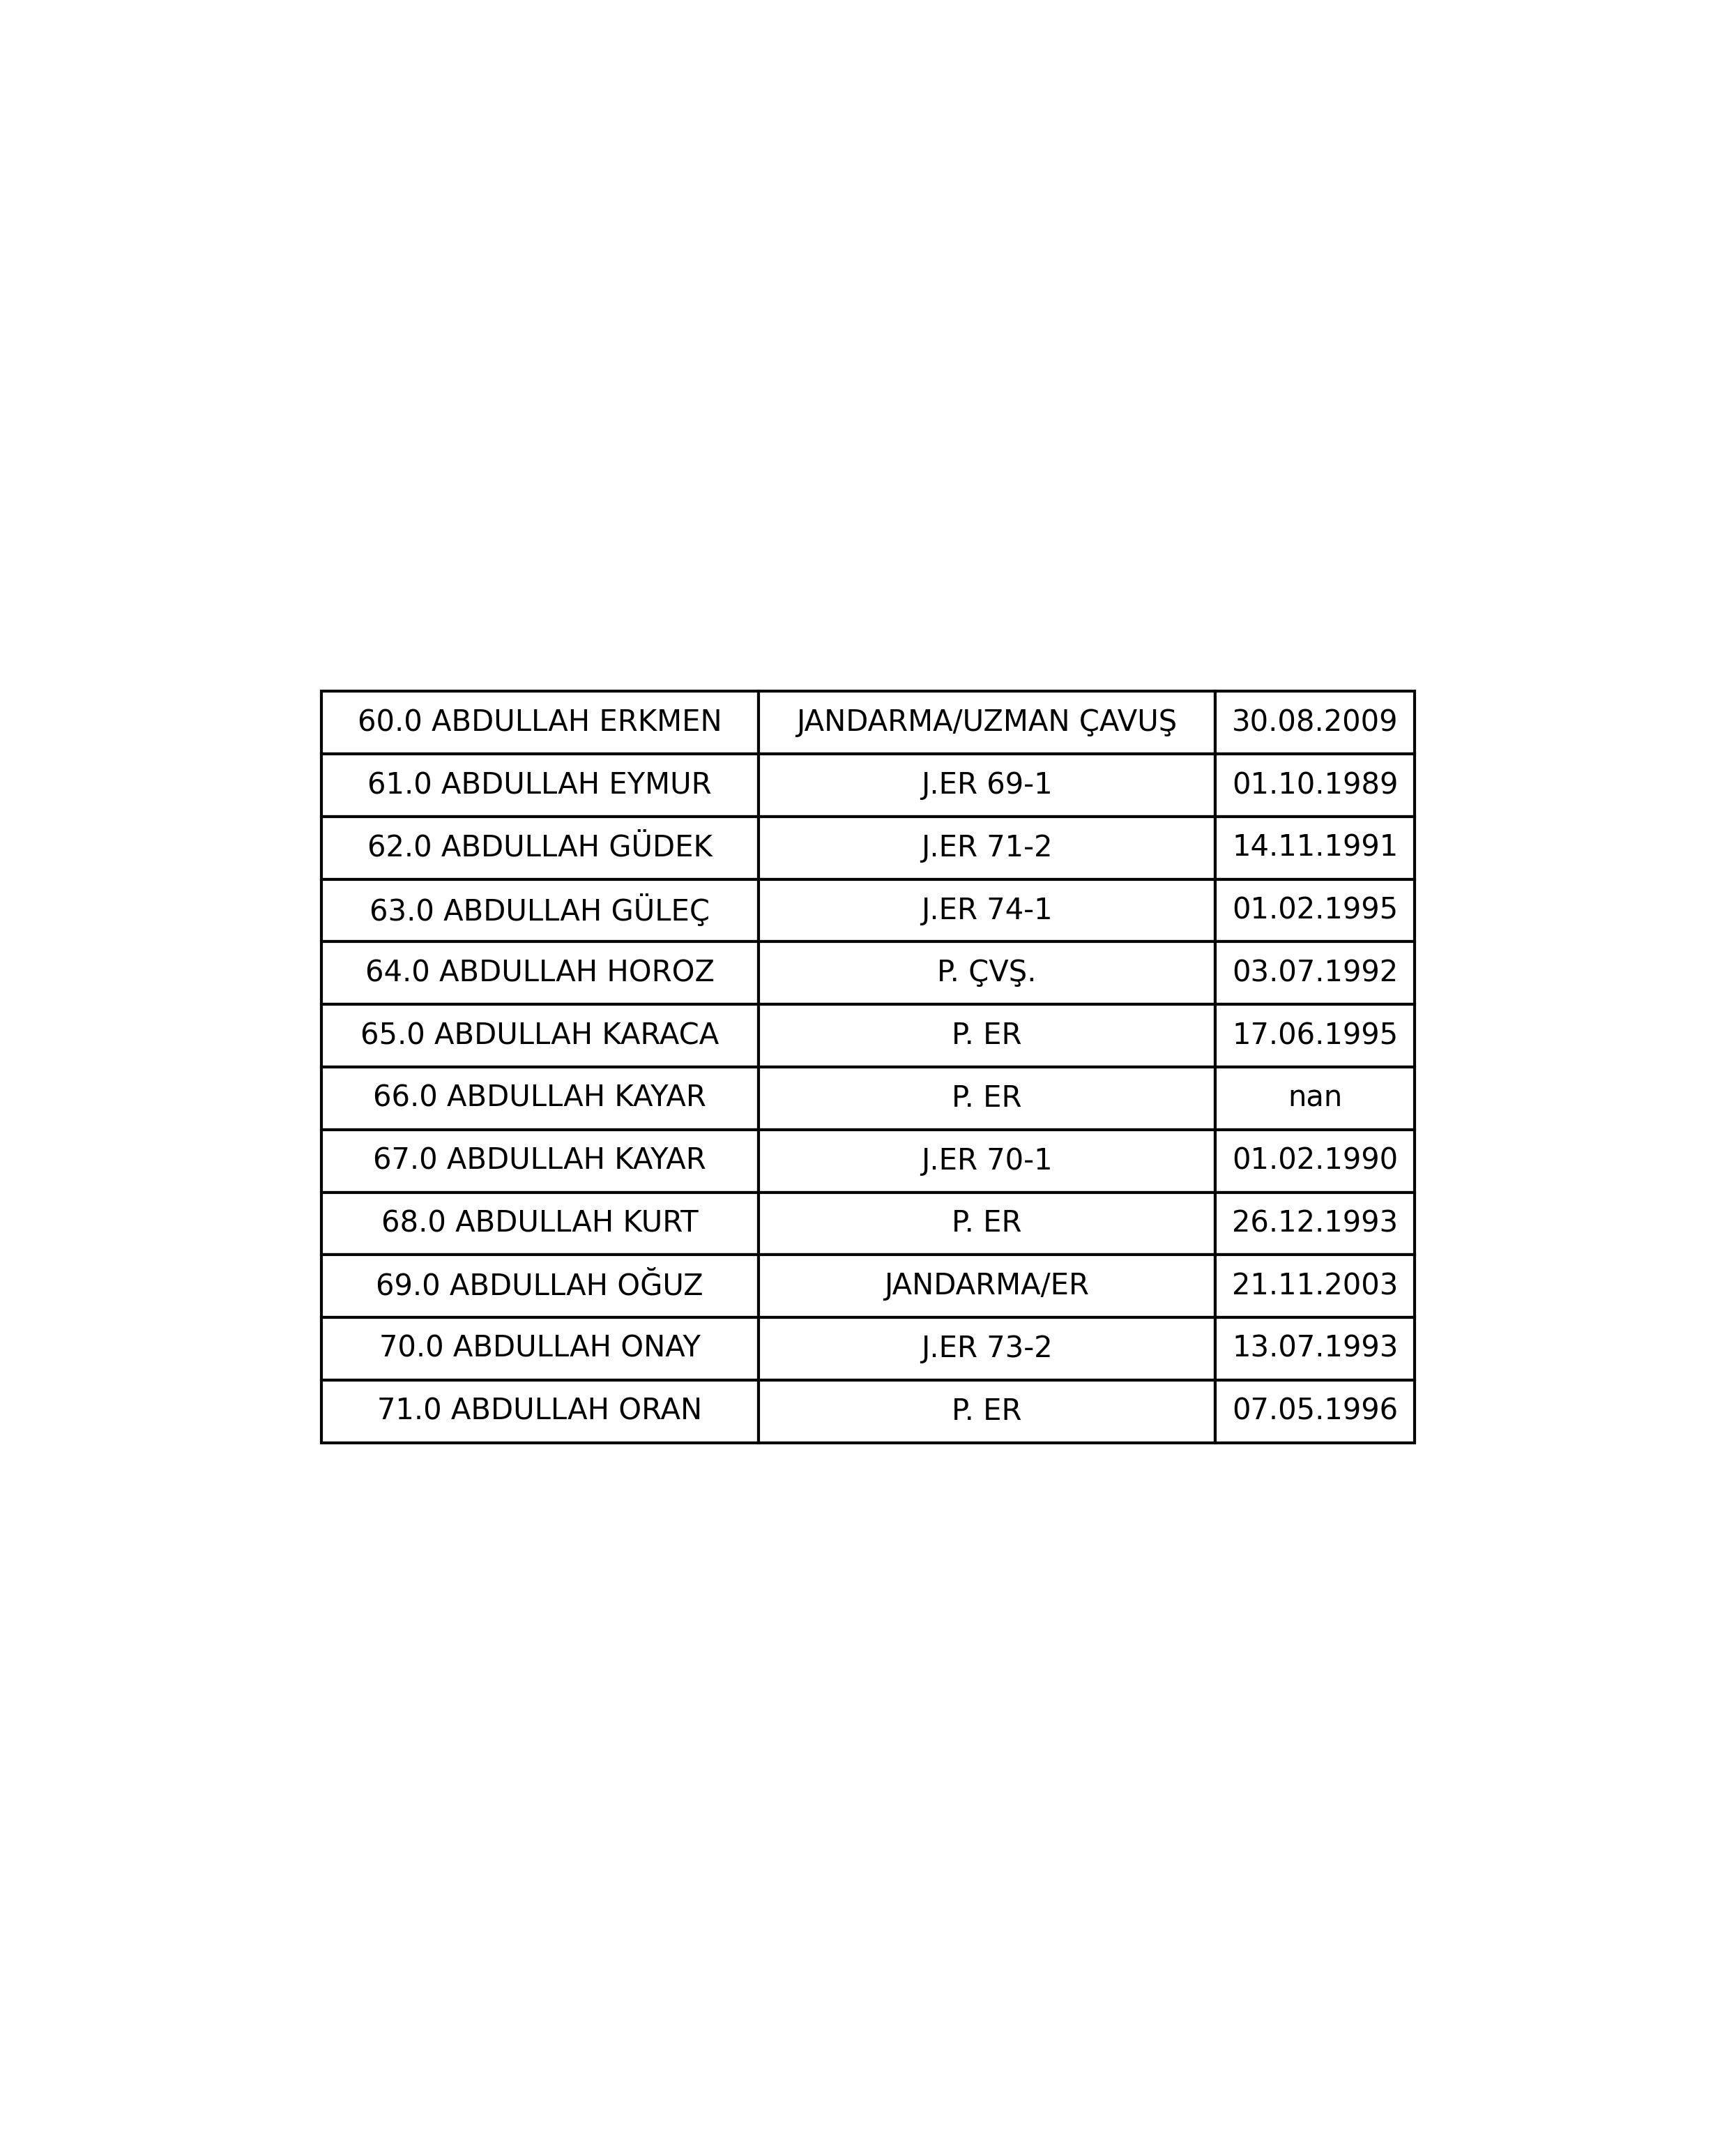 60.0 ABDULLAH ERKMEN JANDARMA/UZMAN ÇAVUŞ 30.08.2009
61.0 ABDULLAH EYMUR J.ER 69-1 01.10.1989
62.0 ABDULLAH GÜDEK J.ER 71-2 14.11.1991
63.0 ABDULLAH GÜLEÇ J.ER 74-1 01.02.1995
64.0 ABDULLAH HOROZ P. ÇVŞ. 03.07.1992
65.0 ABDULLAH KARACA P. ER 17.06.1995
66.0 ABDULLAH KAYAR P. ER nan
67.0 ABDULLAH KAYAR J.ER 70-1 01.02.1990
68.0 ABDULLAH KURT P. ER 26.12.1993
69.0 ABDULLAH OĞUZ JANDARMA/ER 21.11.2003
70.0 ABDULLAH ONAY J.ER 73-2 13.07.1993
71.0 ABDULLAH ORAN P. ER 07.05.1996